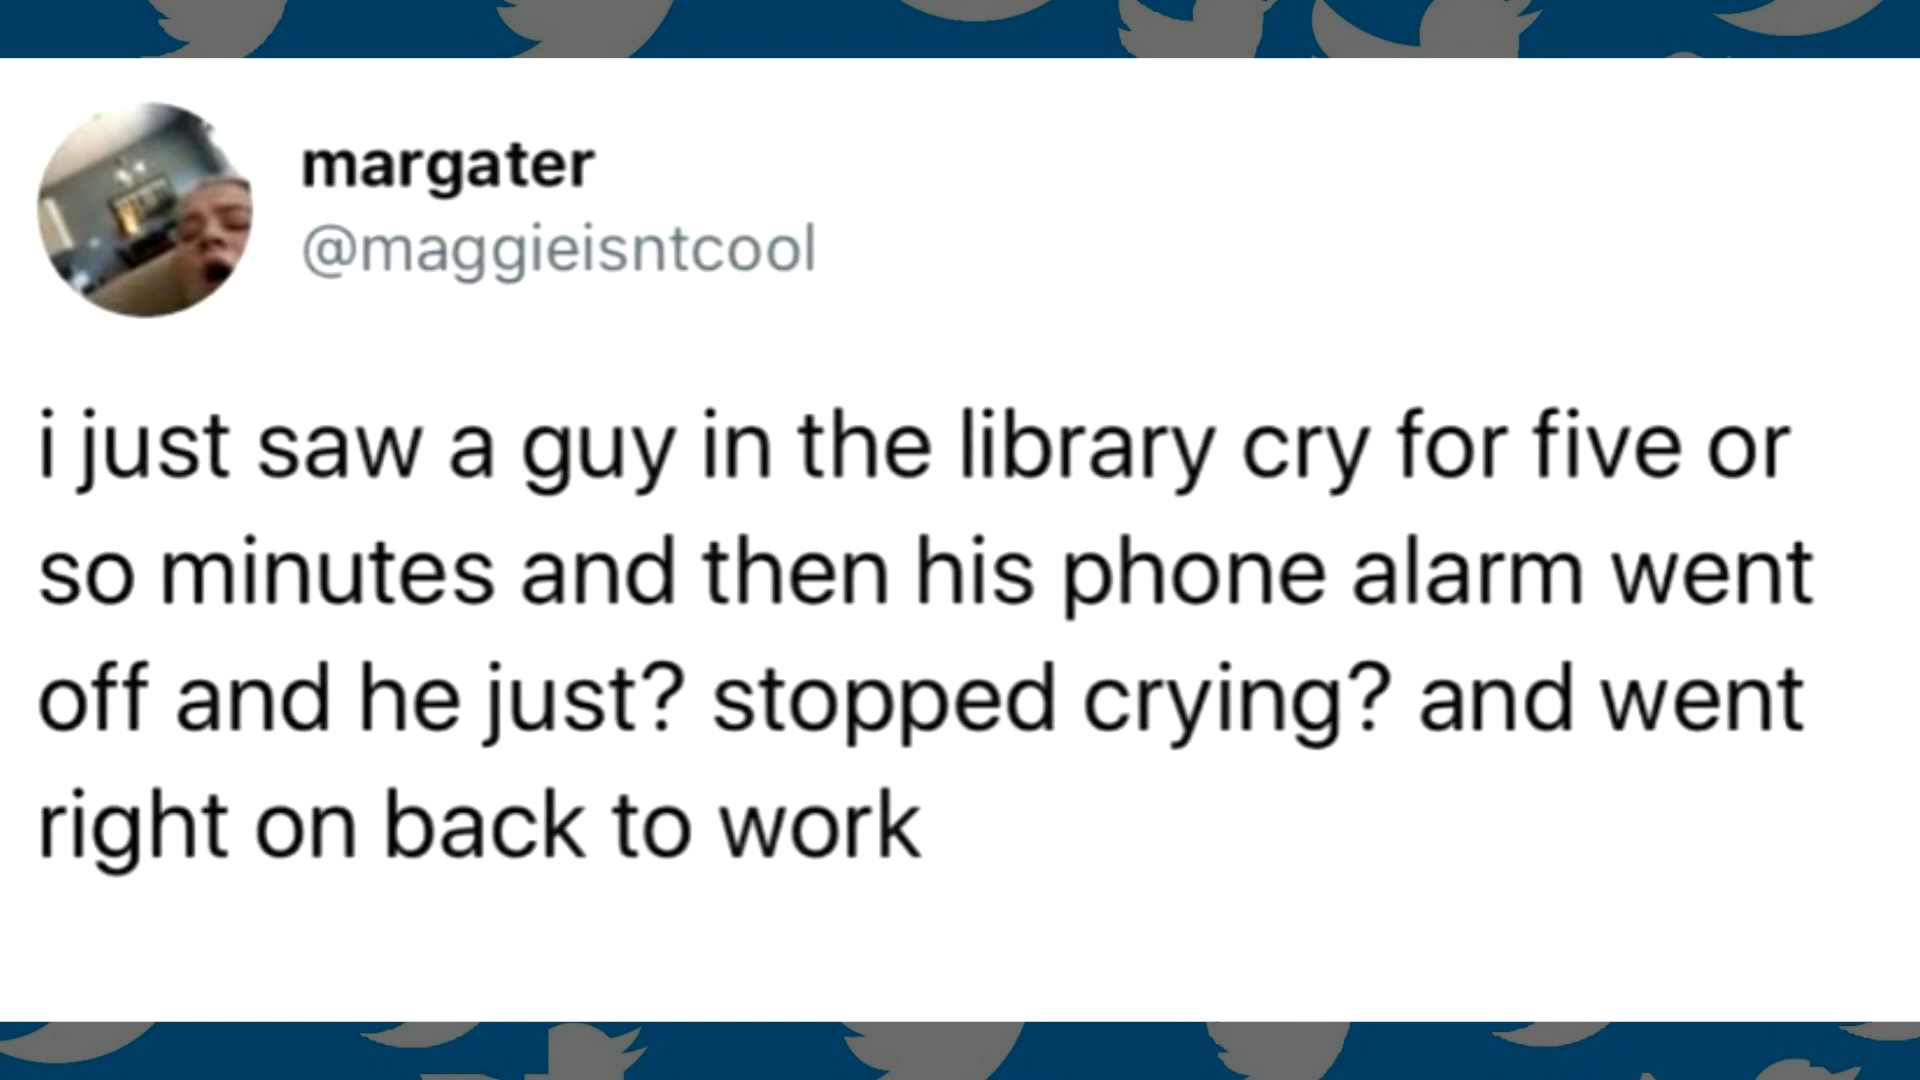 margater
@maggieisntcool
i just saw a guy in the library cry for five or
so minutes and then his phone alarm went
off and he just? stopped crying? and went
right on back to work